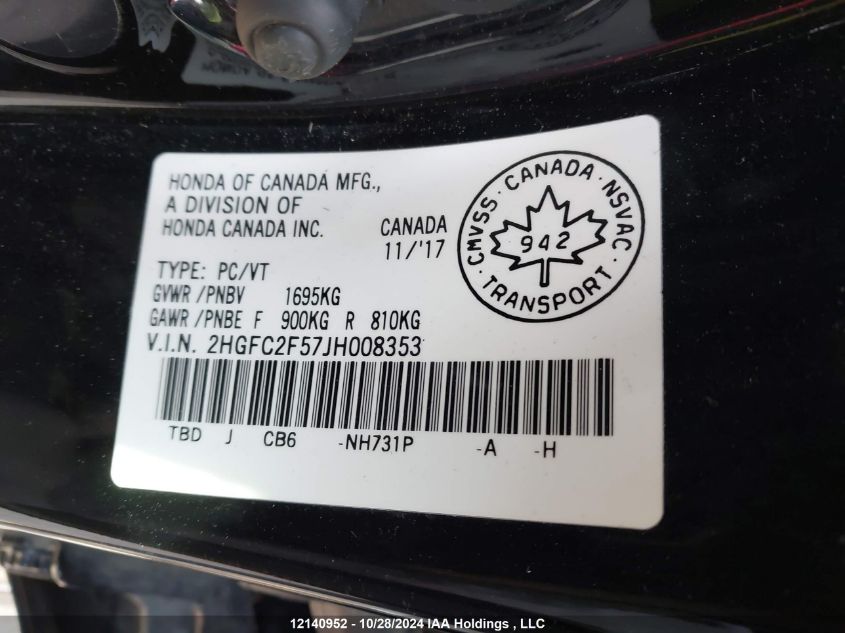 HONDA OF CANADA MFG.,
A DIVISION OF
HONDA CANADA INC.
CANADA
11/'17
CMVSS · CANADA · NSVAC · TRANSPORT ·
942
TYPE: PC/VT
GVWR /PNBV 1695KG
GAWR /PNBE F 900KG R 810KG
V.I.N. 2HGFC2F57JH008353
TBD J CB6 -NH731P -A -H
12140952 - 10/28/2024 IAA Holdings , LLC